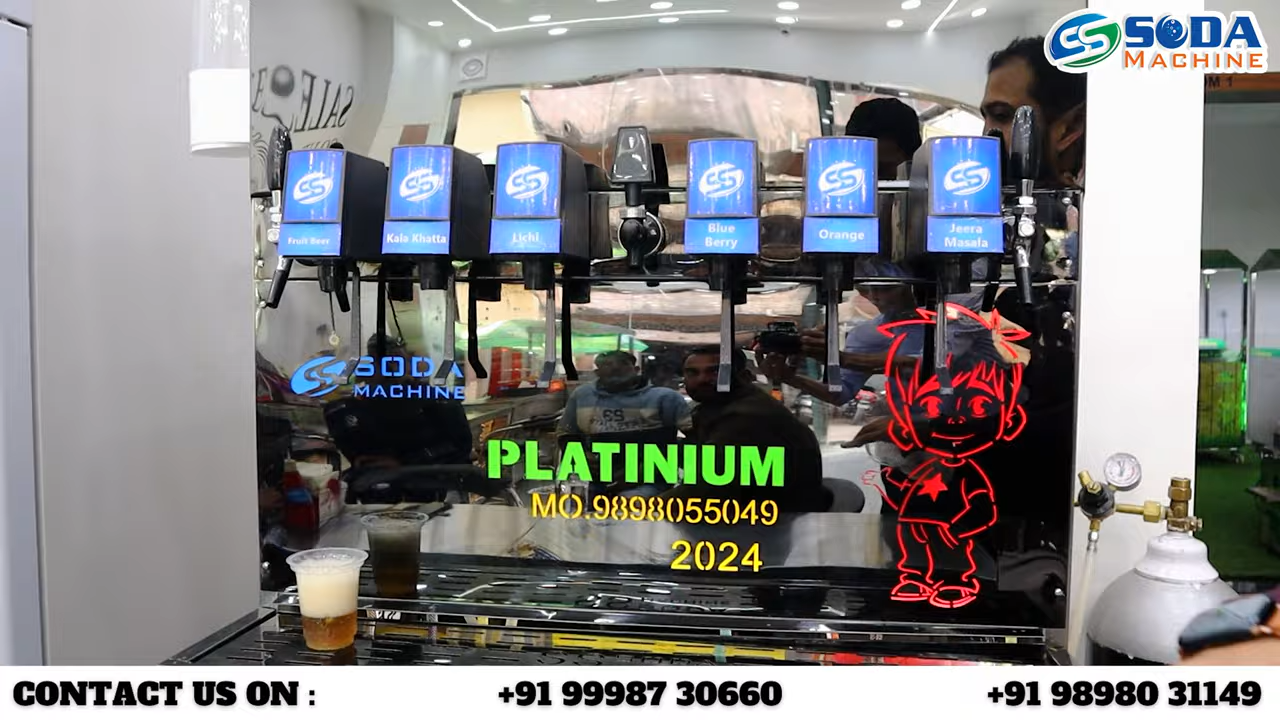 SODA
MACHINE
SALE
Fruit Beer
Kala Khatta
Lichi
Blue
Berry
Orange
Jeera
Masala
SODA
MACHINE
PLATINIUM
MO.9898055049
2024
CONTACT US ON :
+91 99987 30660
+91 98980 31149